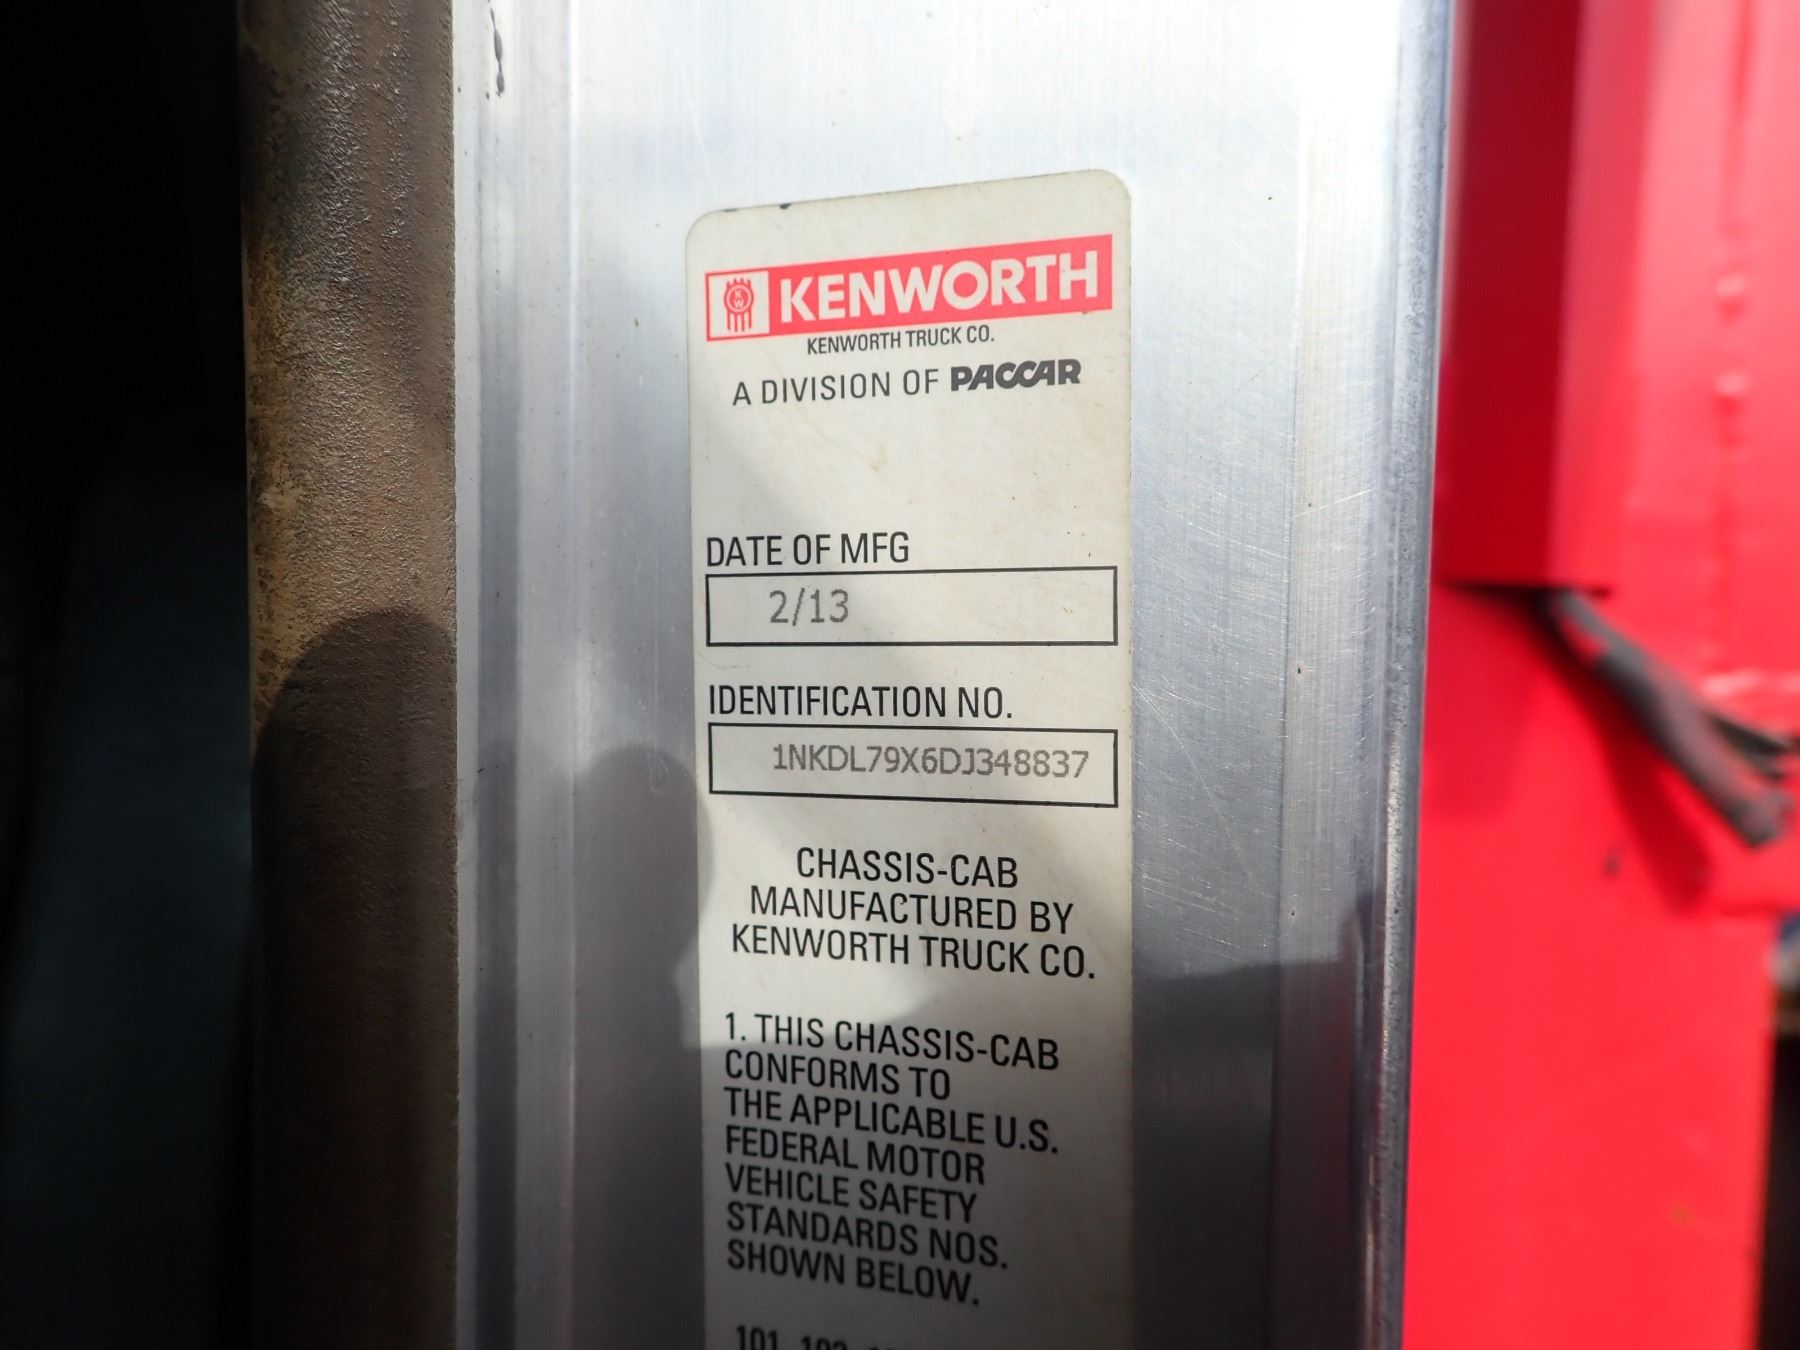 KENWORTH
KENWORTH TRUCK CO.
A DIVISION OF PACCAR
DATE OF MFG
2/13
IDENTIFICATION NO.
1NKDL79X6DJ348837
CHASSIS-CAB
MANUFACTURED BY
KENWORTH TRUCK CO.
1. THIS CHASSIS-CAB
CONFORMS TO
THE APPLICABLE U.S.
FEDERAL MOTOR
VEHICLE SAFETY
STANDARDS NOS.
SHOWN BELOW.
101